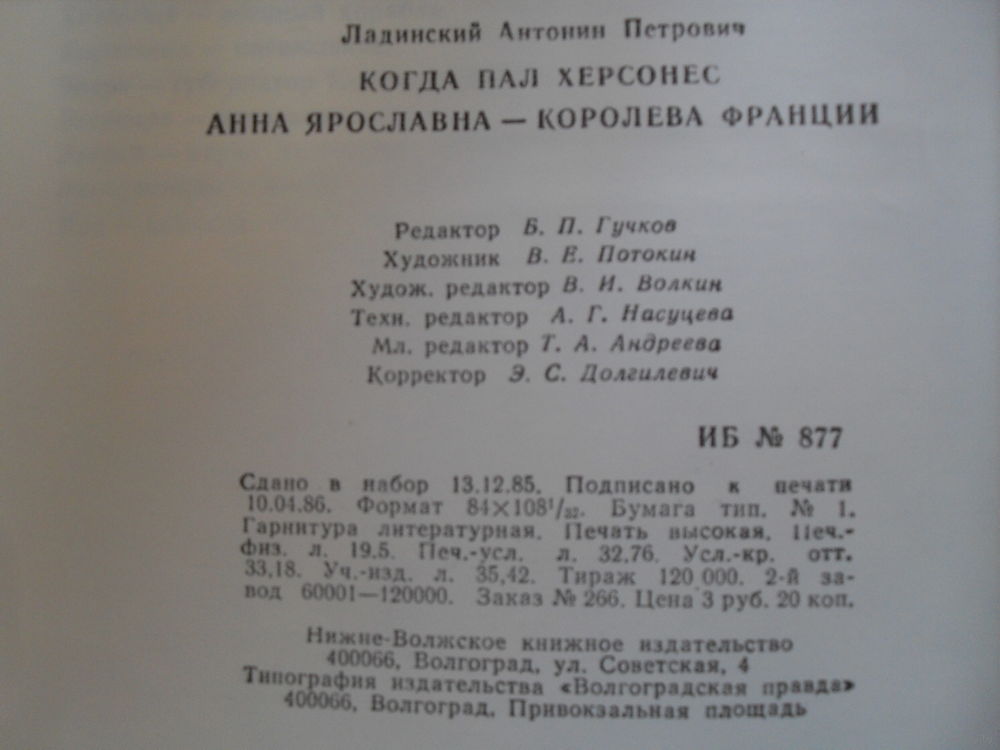 Ладинский Антонин Петрович
КОГДА ПАЛ ХЕРСОНЕС
АННА ЯРОСЛАВНА — КОРОЛЕВА ФРАНЦИИ
Редактор Б. П. Гучков
Художник В. Е. Потокин
Худож. редактор В. И. Волкин
Техн. редактор А. Г. Насуцева
Мл. редактор Т. А. Андреева
Корректор Э. С. Долгилевич
ИБ № 877
Сдано в набор 13.12.85. Подписано к печати
10.04.86. Формат 84×108¹/₃₂. Бумага тип. № 1.
Гарнитура литературная. Печать высокая. Печ.-
физ. л. 19,5. Печ.-усл. л. 32,76. Усл.-кр. отт.
33,18. Уч.-изд. л. 35,42. Тираж 120 000. 2-й за-
вод 60001—120000. Заказ № 266. Цена 3 руб. 20 коп.
Нижне-Волжское книжное издательство
400066, Волгоград, ул. Советская, 4
Типография издательства «Волгоградская правда»
400066, Волгоград, Привокзальная площадь